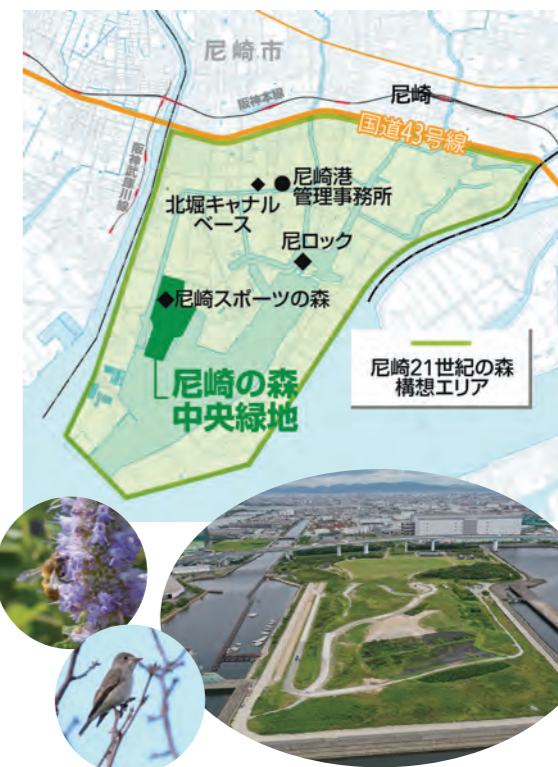 尼崎市
阪神本線
尼崎
国道43号線
阪神武庫川線
尼崎港
管理事務所
北堀キャナル
ベース
尼ロック
尼崎スポーツの森
尼崎の森
中央緑地
尼崎21世紀の森
構想エリア